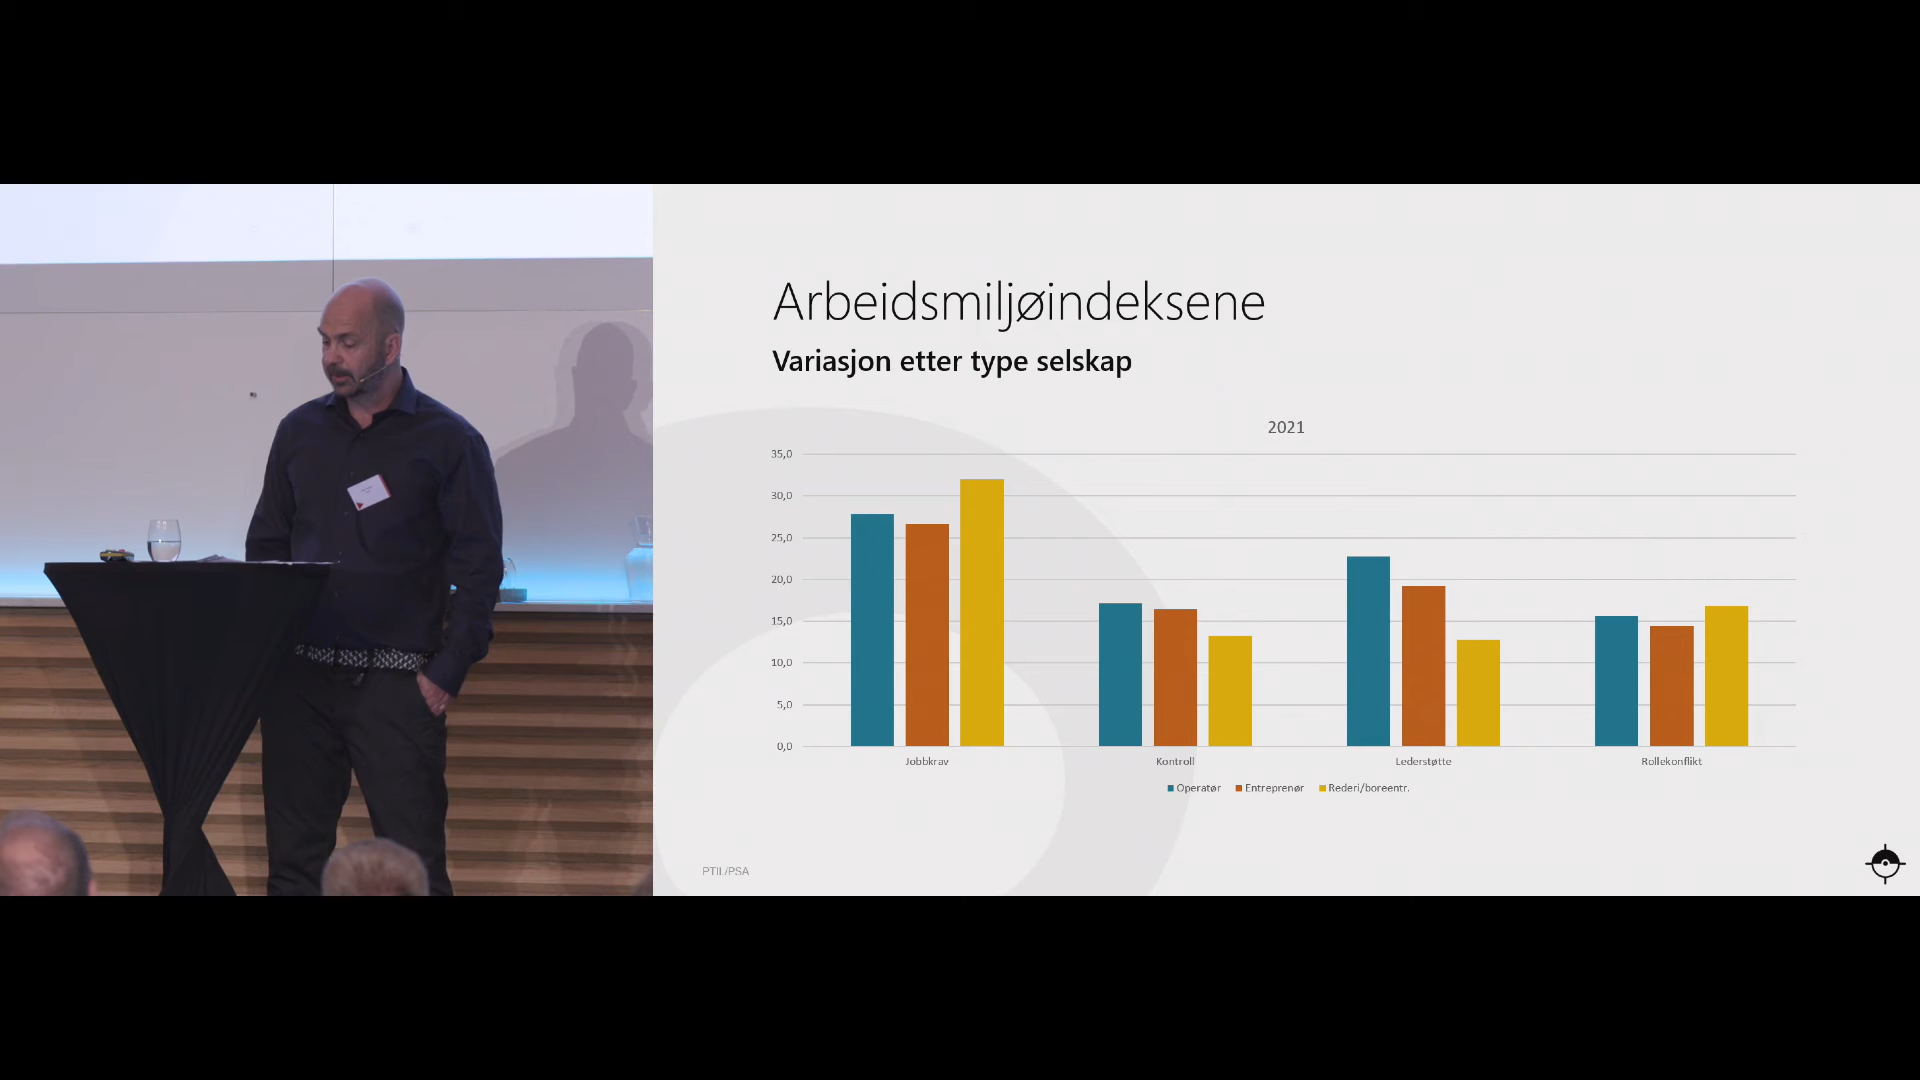 Arbeidsmiljøindeksene
Variasjon etter type selskap
2021
35,0
30,0
25,0
20,0
15,0
10,0
5,0
0,0
Jobbkrav Kontroll Lederstøtte Rollekonflikt
Operatør Entreprenør Rederi/boreentr.
PTIL/PSA